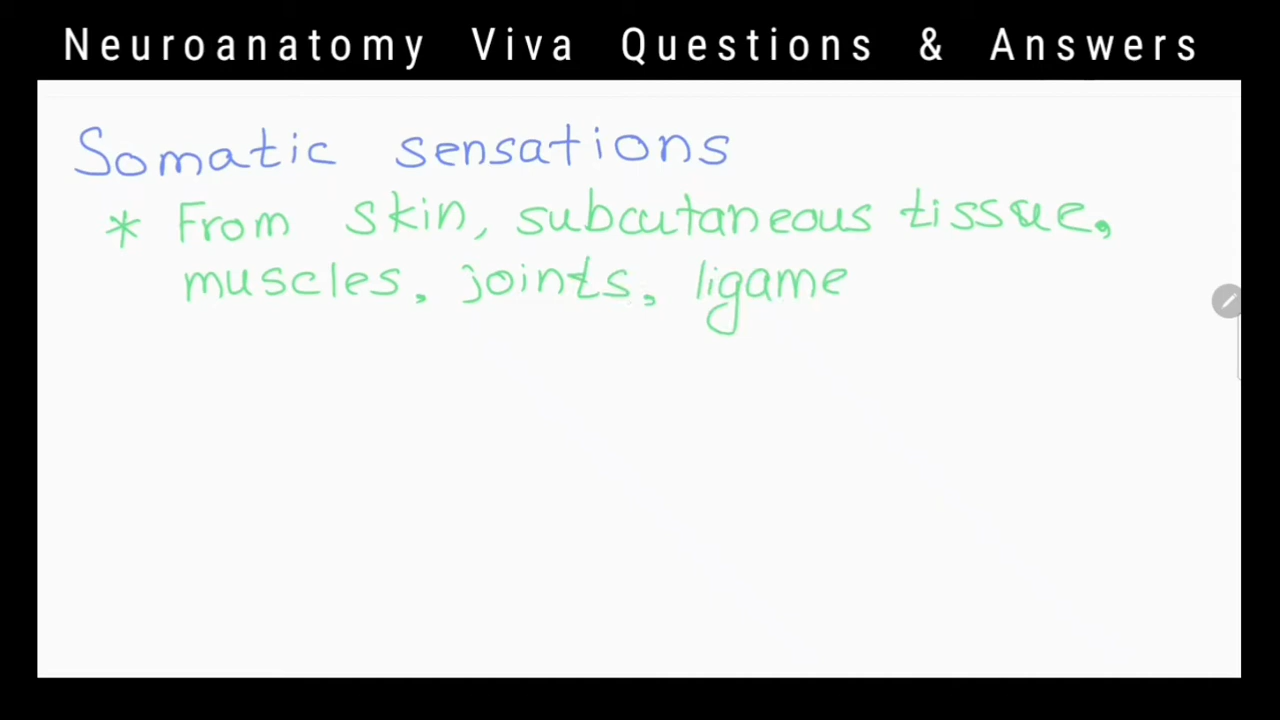 Neuroanatomy Viva Questions & Answers
Somatic sensations
* From skin, subcutaneous tissue,
muscles, joints, ligame